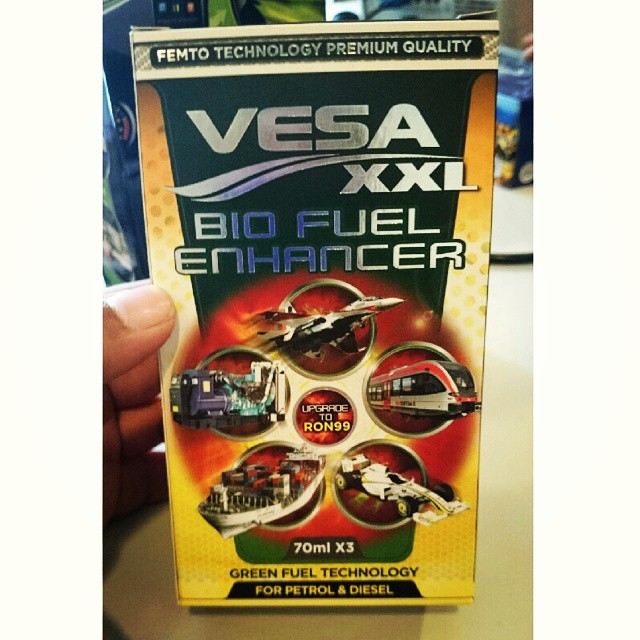 FEMTO TECHNOLOGY PREMIUM QUALITY
VESA
XXL
BIO FUEL
ENHANCER
UPGRADE
TO
RON99
70ml X3
GREEN FUEL TECHNOLOGY
FOR PETROL & DIESEL